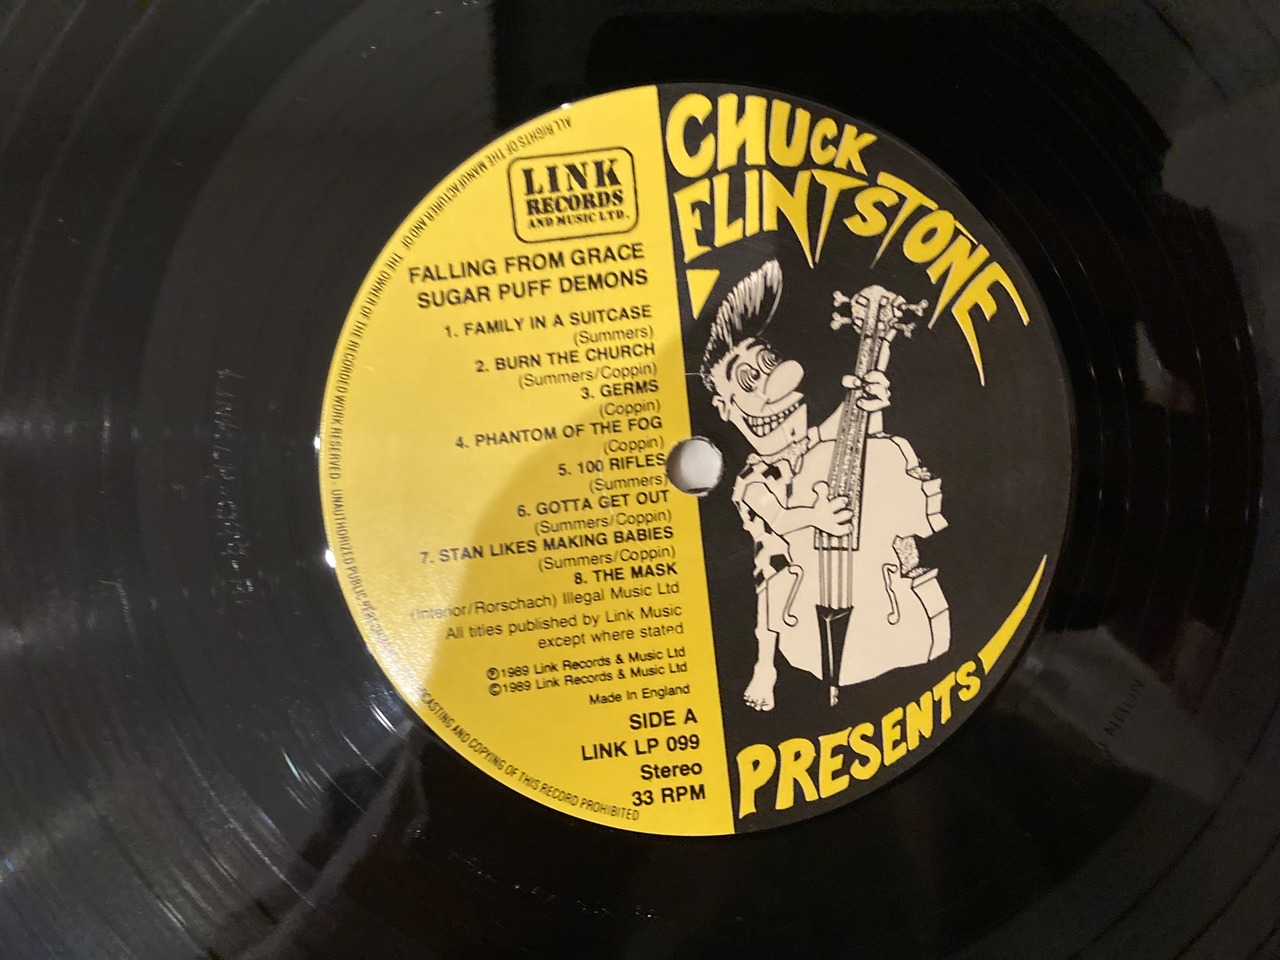 LINK
RECORDS
AND MUSIC LTD.
FALLING FROM GRACE
SUGAR PUFF DEMONS
1. FAMILY IN A SUITCASE
(Summers)
2. BURN THE CHURCH
(Summers/Coppin)
3. GERMS
(Coppin)
4. PHANTOM OF THE FOG
(Coppin)
5. 100 RIFLES
(Summers)
6. GOTTA GET OUT
(Summers/Coppin)
7. STAN LIKES MAKING BABIES
(Summers/Coppin)
8. THE MASK
(Interior/Rorschach) Illegal Music Ltd
All titles published by Link Music
except where stated
Ⓟ1989 Link Records & Music Ltd
©1989 Link Records & Music Ltd
Made In England
SIDE A
LINK LP 099
Stereo
33 RPM
CHUCK
FLINTSTONE
PRESENTS
ALL RIGHTS OF THE MANUFACTURER AND OF THE OWNER OF THE RECORDED WORK RESERVED · UNAUTHORIZED PUBLIC AND COPYING OF THIS RECORD PROHIBITED